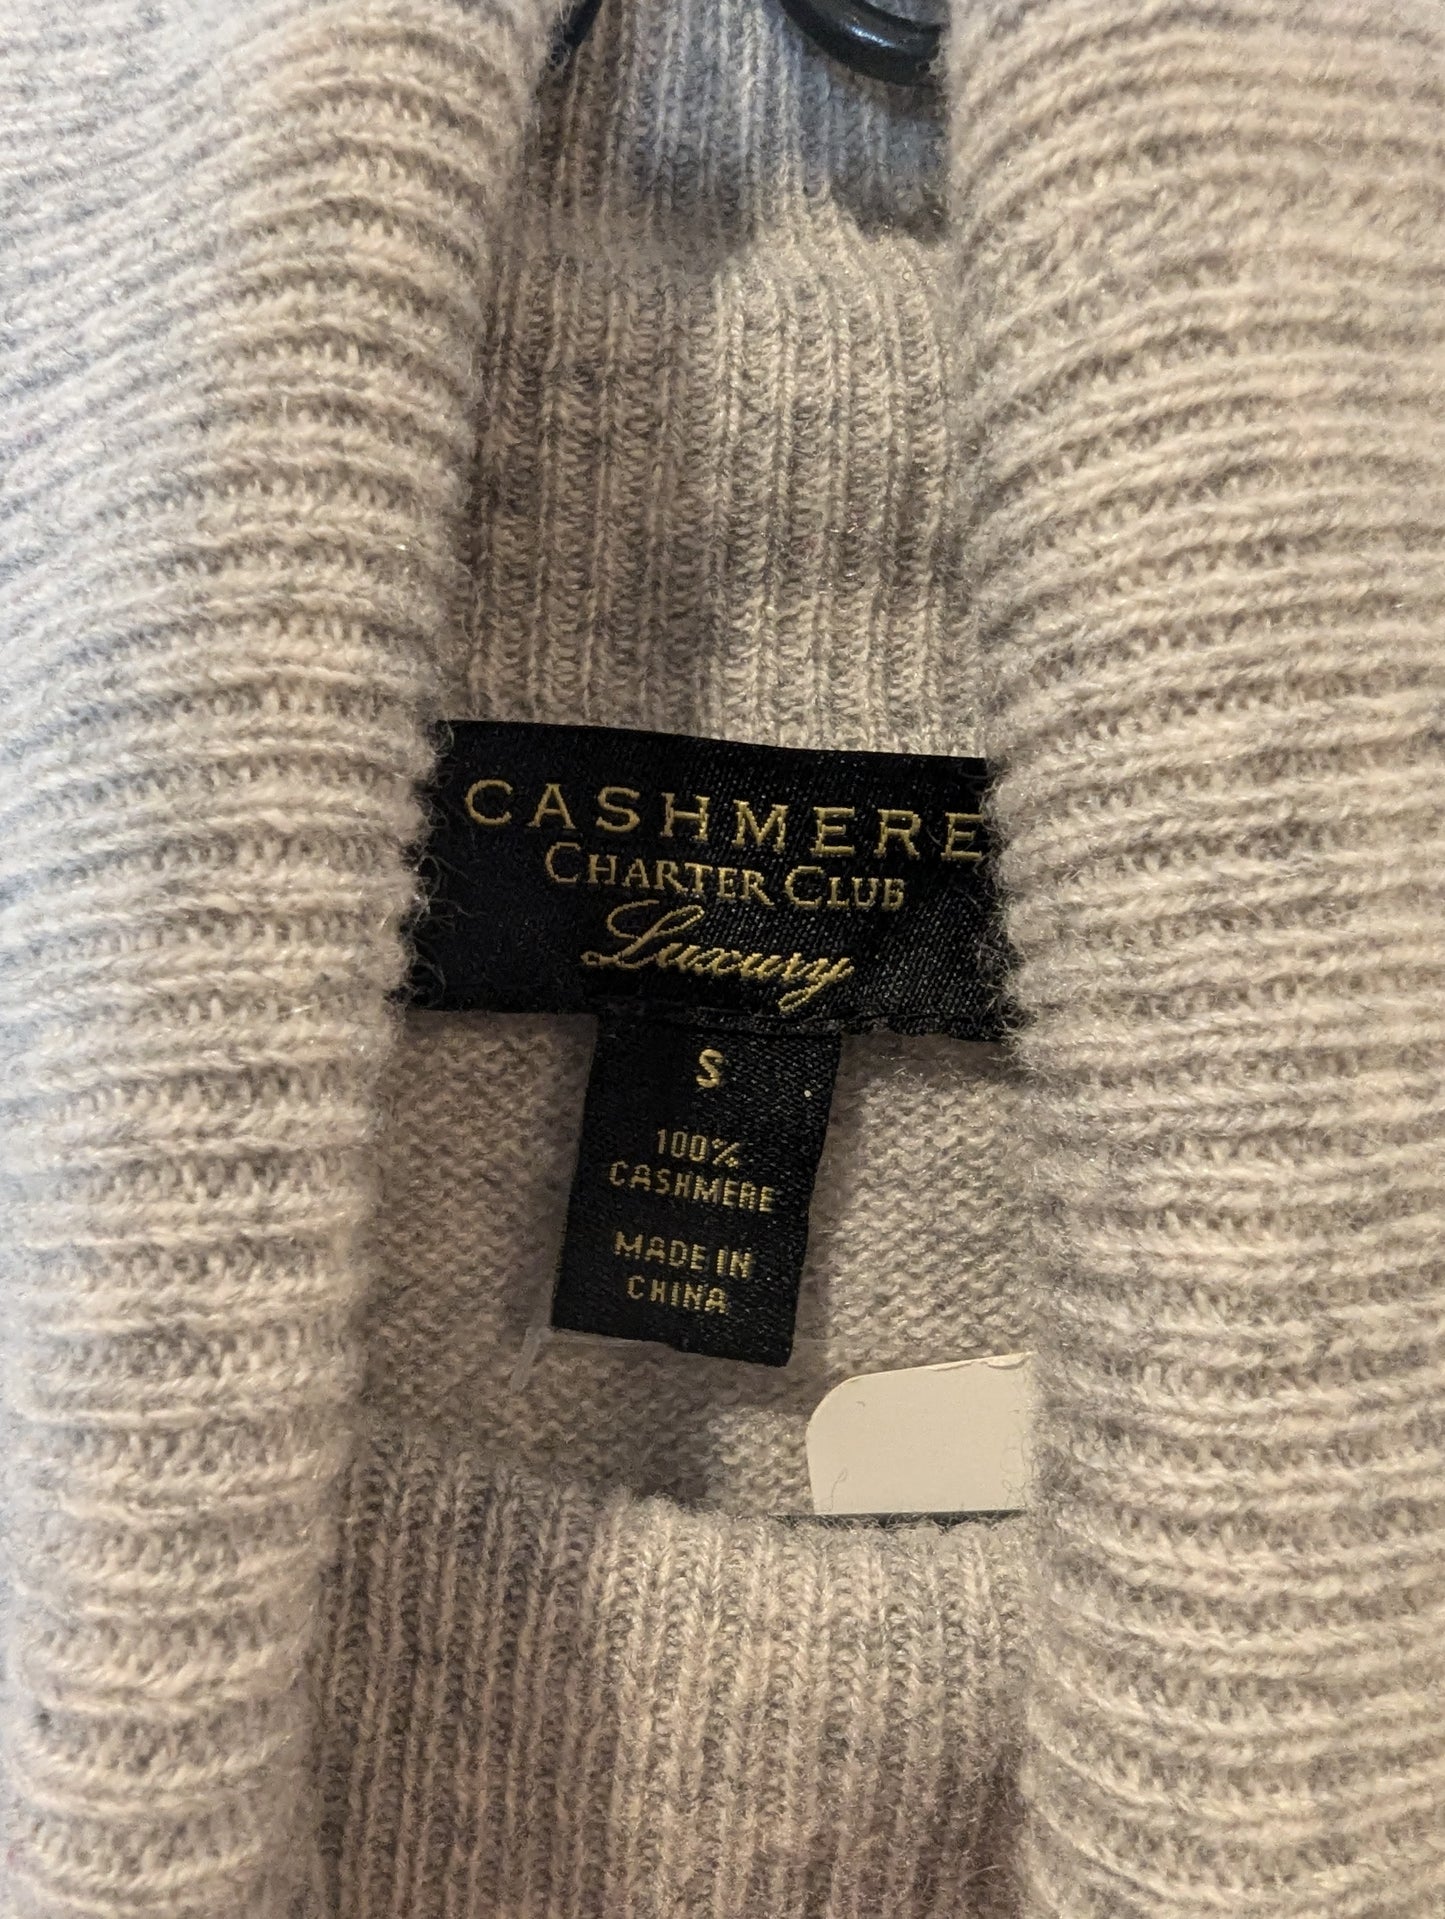 CASHMERE
CHARTER CLUB
Luxury
S
100%
CASHMERE
MADE IN
CHINA